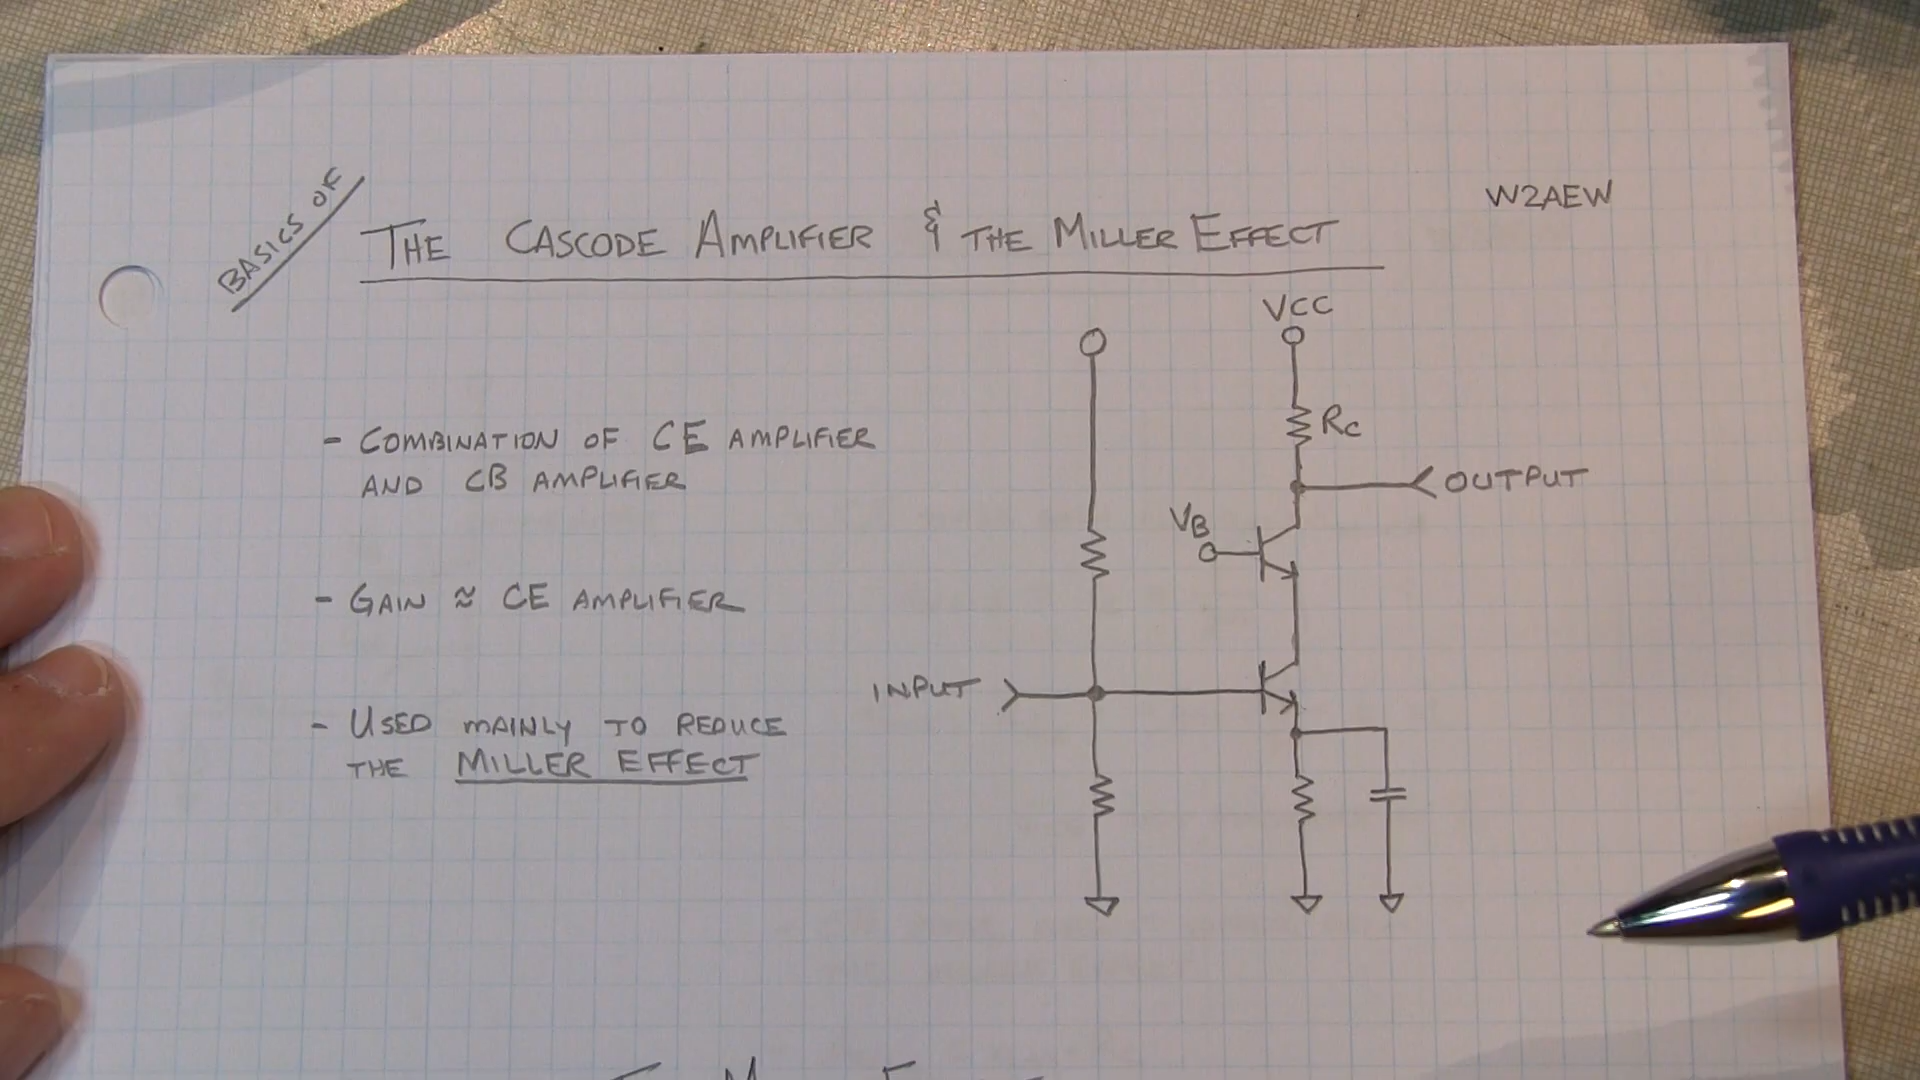 BASICS OF
THE CASCODE AMPLIFIER & THE MILLER EFFECT
W2AEW
- COMBINATION OF CE AMPLIFIER
AND CB AMPLIFIER
- GAIN ≈ CE AMPLIFIER
- USED MAINLY TO REDUCE
THE MILLER EFFECT
VCC
RC
OUTPUT
VB
INPUT